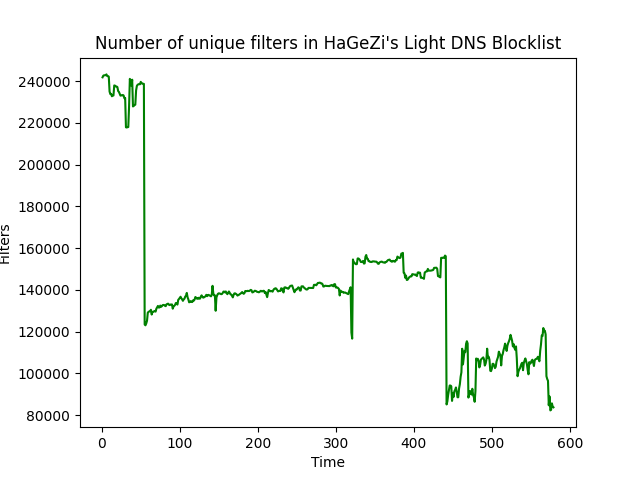 Number of unique filters in HaGeZi's Light DNS Blocklist
240000
220000
200000
180000
160000
140000
120000
100000
80000
Filters
0 100 200 300 400 500 600
Time